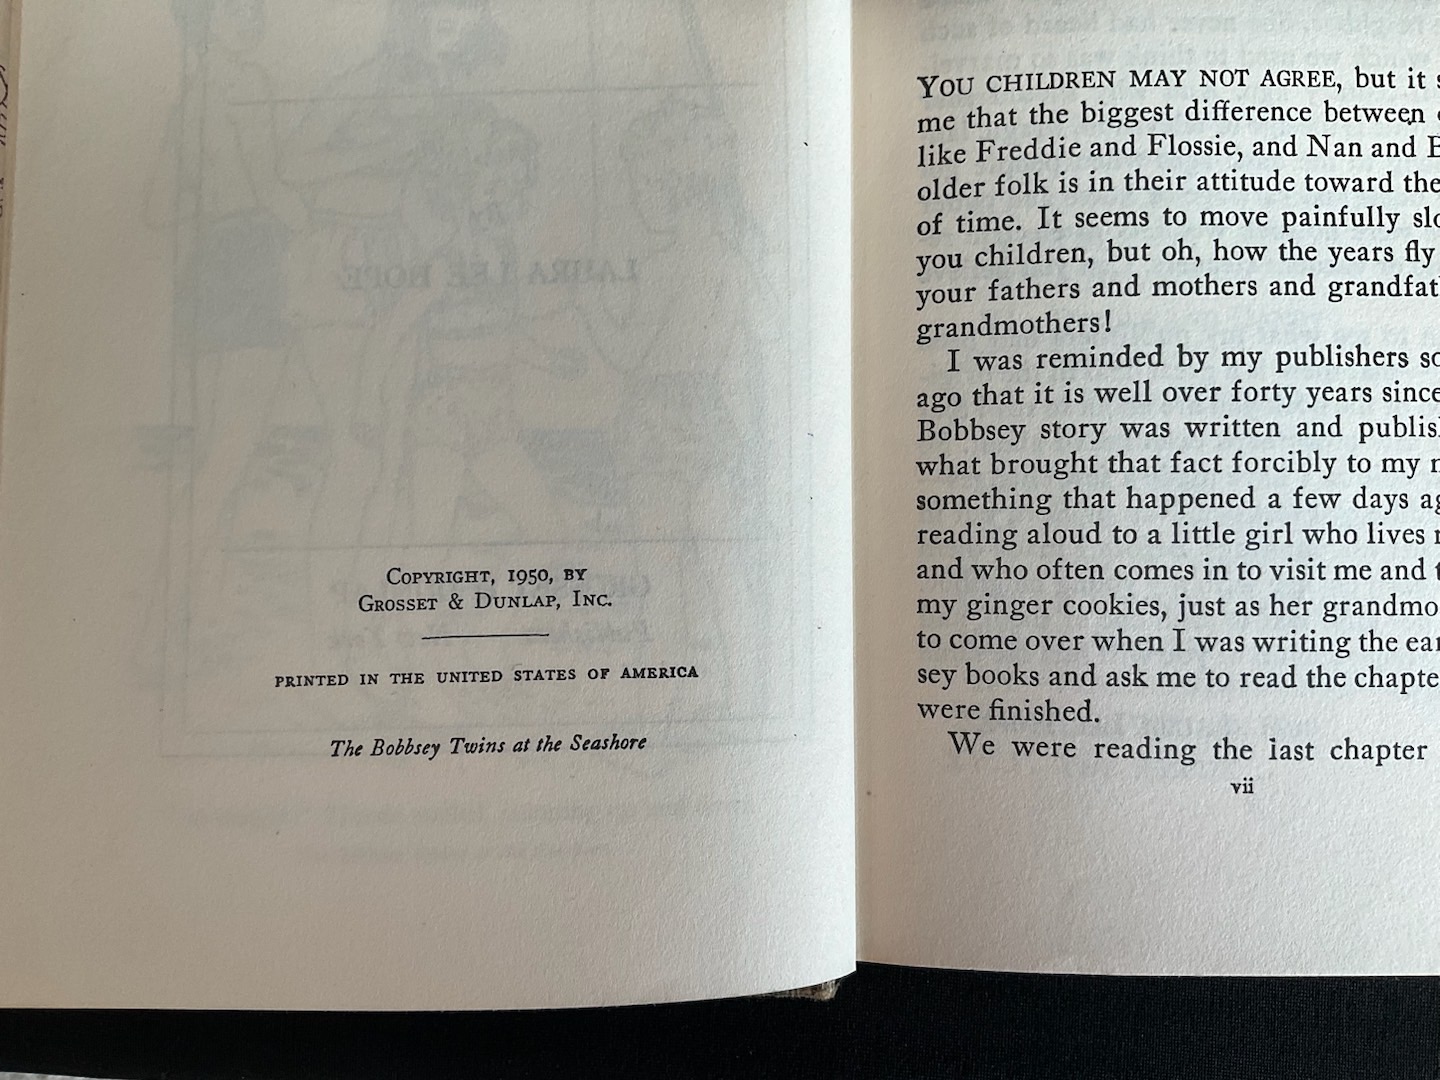 COPYRIGHT, 1950, BY
GROSSET & DUNLAP, INC.
PRINTED IN THE UNITED STATES OF AMERICA
The Bobbsey Twins at the Seashore
YOU CHILDREN MAY NOT AGREE, but it
me that the biggest difference between
like Freddie and Flossie, and Nan and
older folk is in their attitude toward the
of time. It seems to move painfully
you children, but oh, how the years fly
your fathers and mothers and
grandmothers!
I was reminded by my publishers
ago that it is well over forty years since
Bobbsey story was written and
what brought that fact forcibly to my
something that happened a few days
reading aloud to a little girl who lives
and who often comes in to visit me and
my ginger cookies, just as her
to come over when I was writing the
sey books and ask me to read the
were finished.
We were reading the last chapter
vii